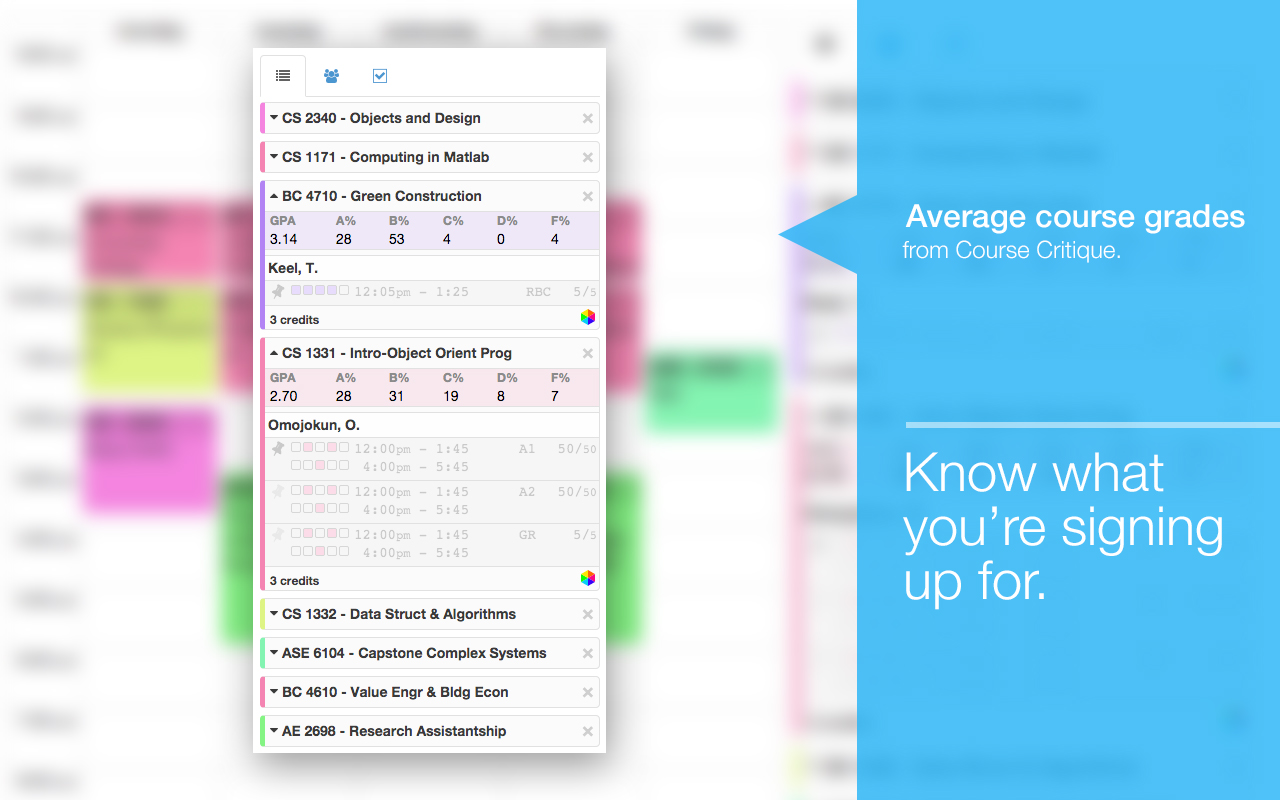 CS 2340 - Objects and Design
CS 1171 - Computing in Matlab
BC 4710 - Green Construction
GPA A% B% C% D% F%
3.14 28 53 4 0 4
Keel, T.
12:05pm - 1:25 RBC 5/5
3 credits
CS 1331 - Intro-Object Orient Prog
GPA A% B% C% D% F%
2.70 28 31 19 8 7
Omojokun, O.
12:00pm - 1:45 A1 50/50
4:00pm - 5:45
12:00pm - 1:45 A2 50/50
4:00pm - 5:45
12:00pm - 1:45 GR 5/5
4:00pm - 5:45
3 credits
CS 1332 - Data Struct & Algorithms
ASE 6104 - Capstone Complex Systems
BC 4610 - Value Engr & Bldg Econ
AE 2698 - Research Assistantship
Average course grades
from Course Critique.
Know what
you’re signing
up for.